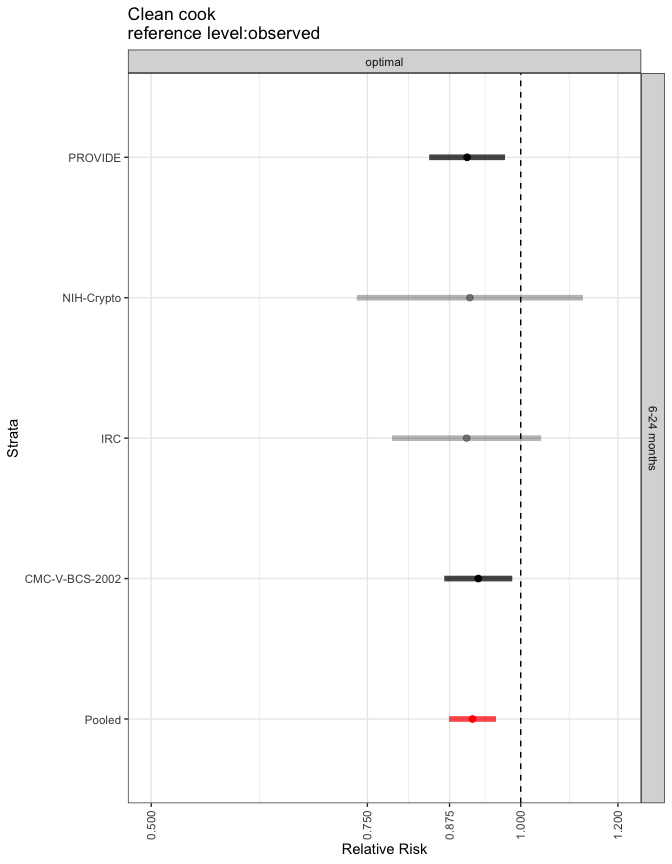 Clean cook
reference level:observed
optimal
PROVIDE
NIH-Crypto
IRC
CMC-V-BCS-2002
Pooled
Strata
6-24 months
0.500
0.750
0.875
1.000
1.200
Relative Risk